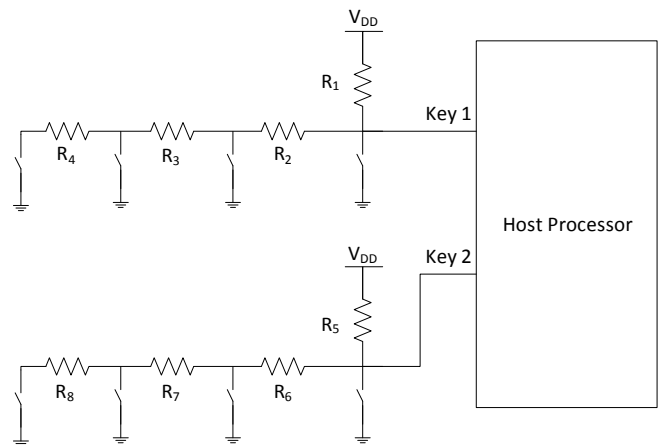 V_DD
R_1
Key 1
R_4
R_3
R_2
Host Processor
V_DD
Key 2
R_5
R_8
R_7
R_6